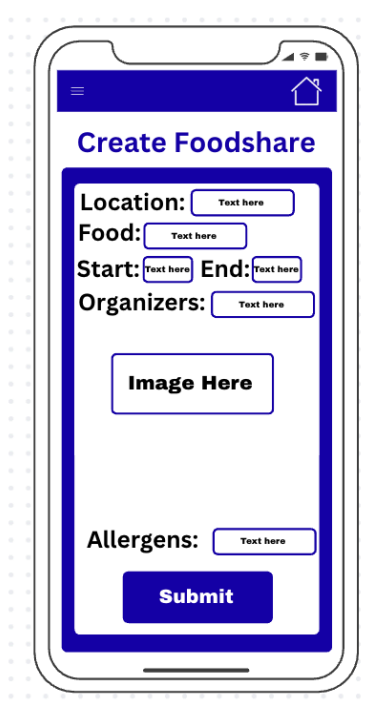 Create Foodshare
Location: Text here
Food: Text here
Start: Text here End: Text here
Organizers: Text here
Image Here
Allergens: Text here
Submit